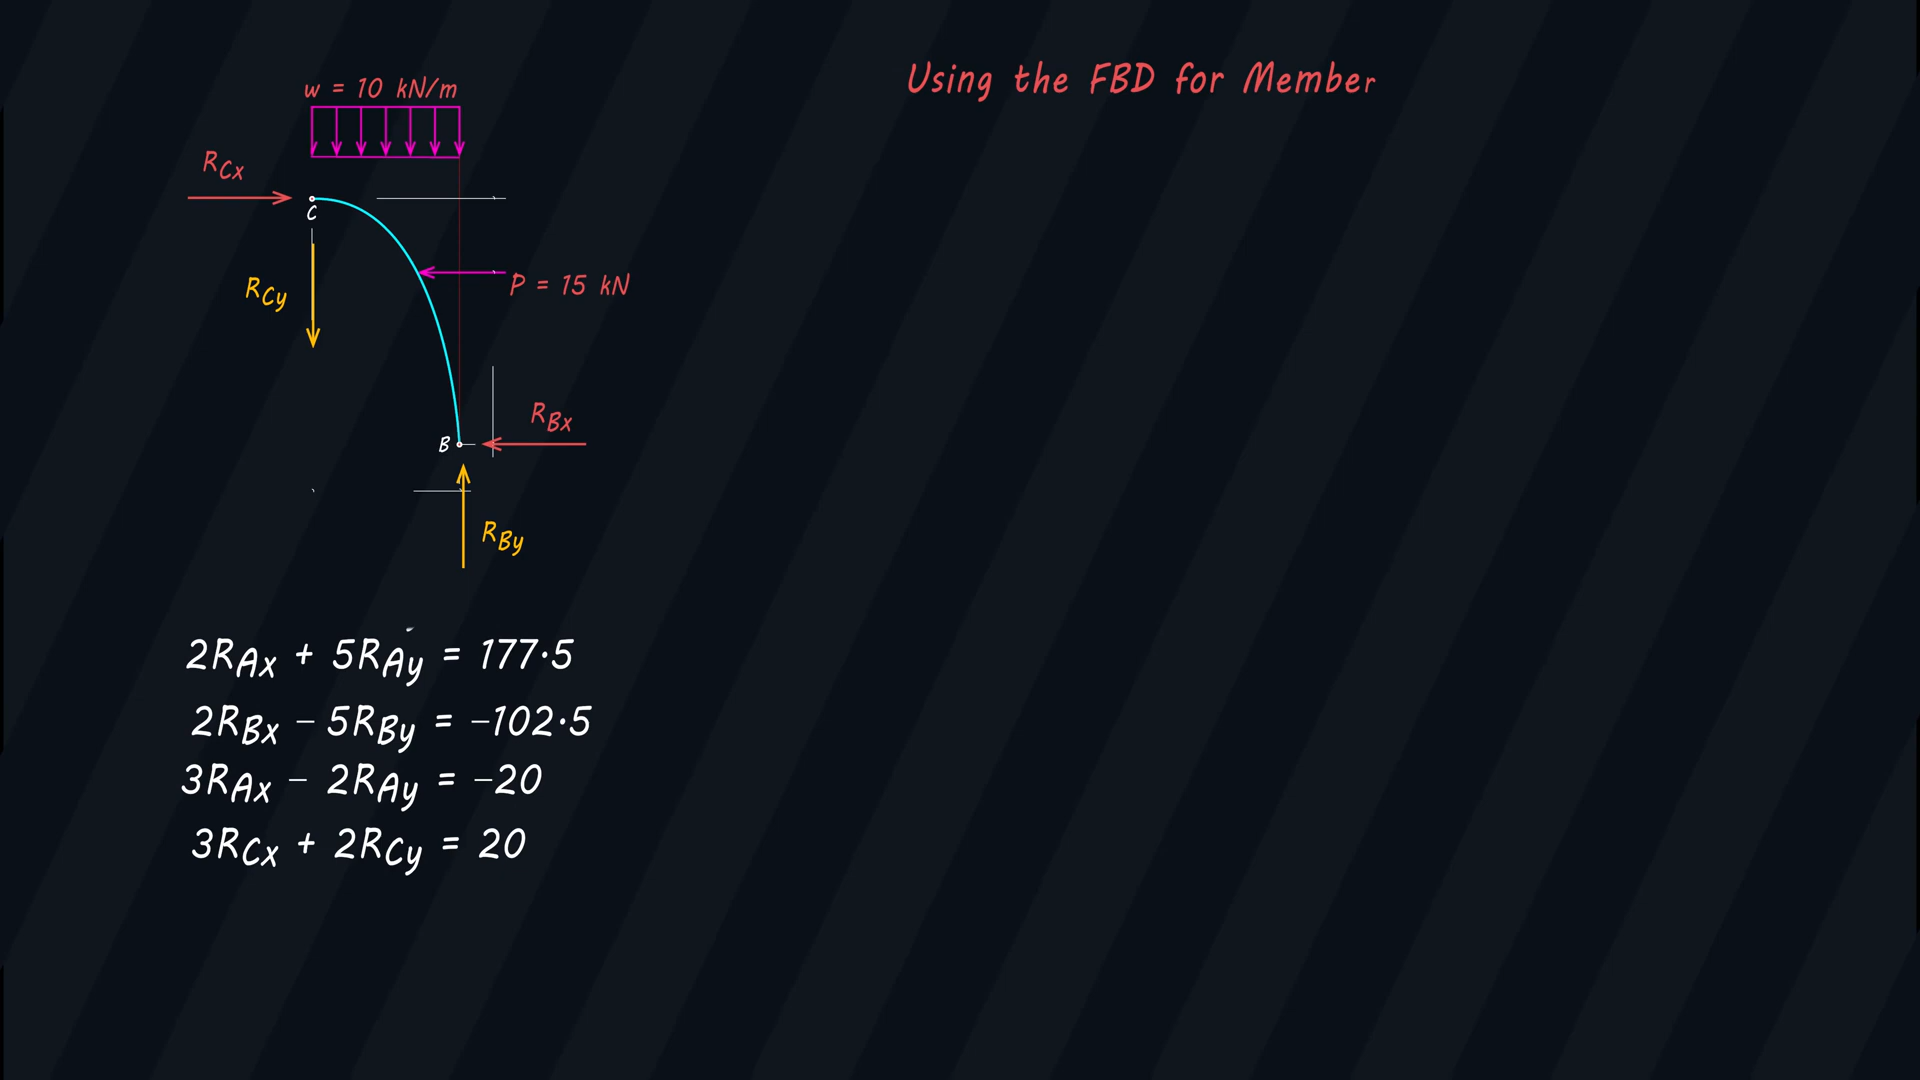 Using the FBD for Member
w = 10 kN/m
RCx
C
RCy
P = 15 kN
RBx
B
RBy
2RAx + 5RAy = 177·5
2RBx – 5RBy = –102·5
3RAx – 2RAy = –20
3RCx + 2RCy = 20